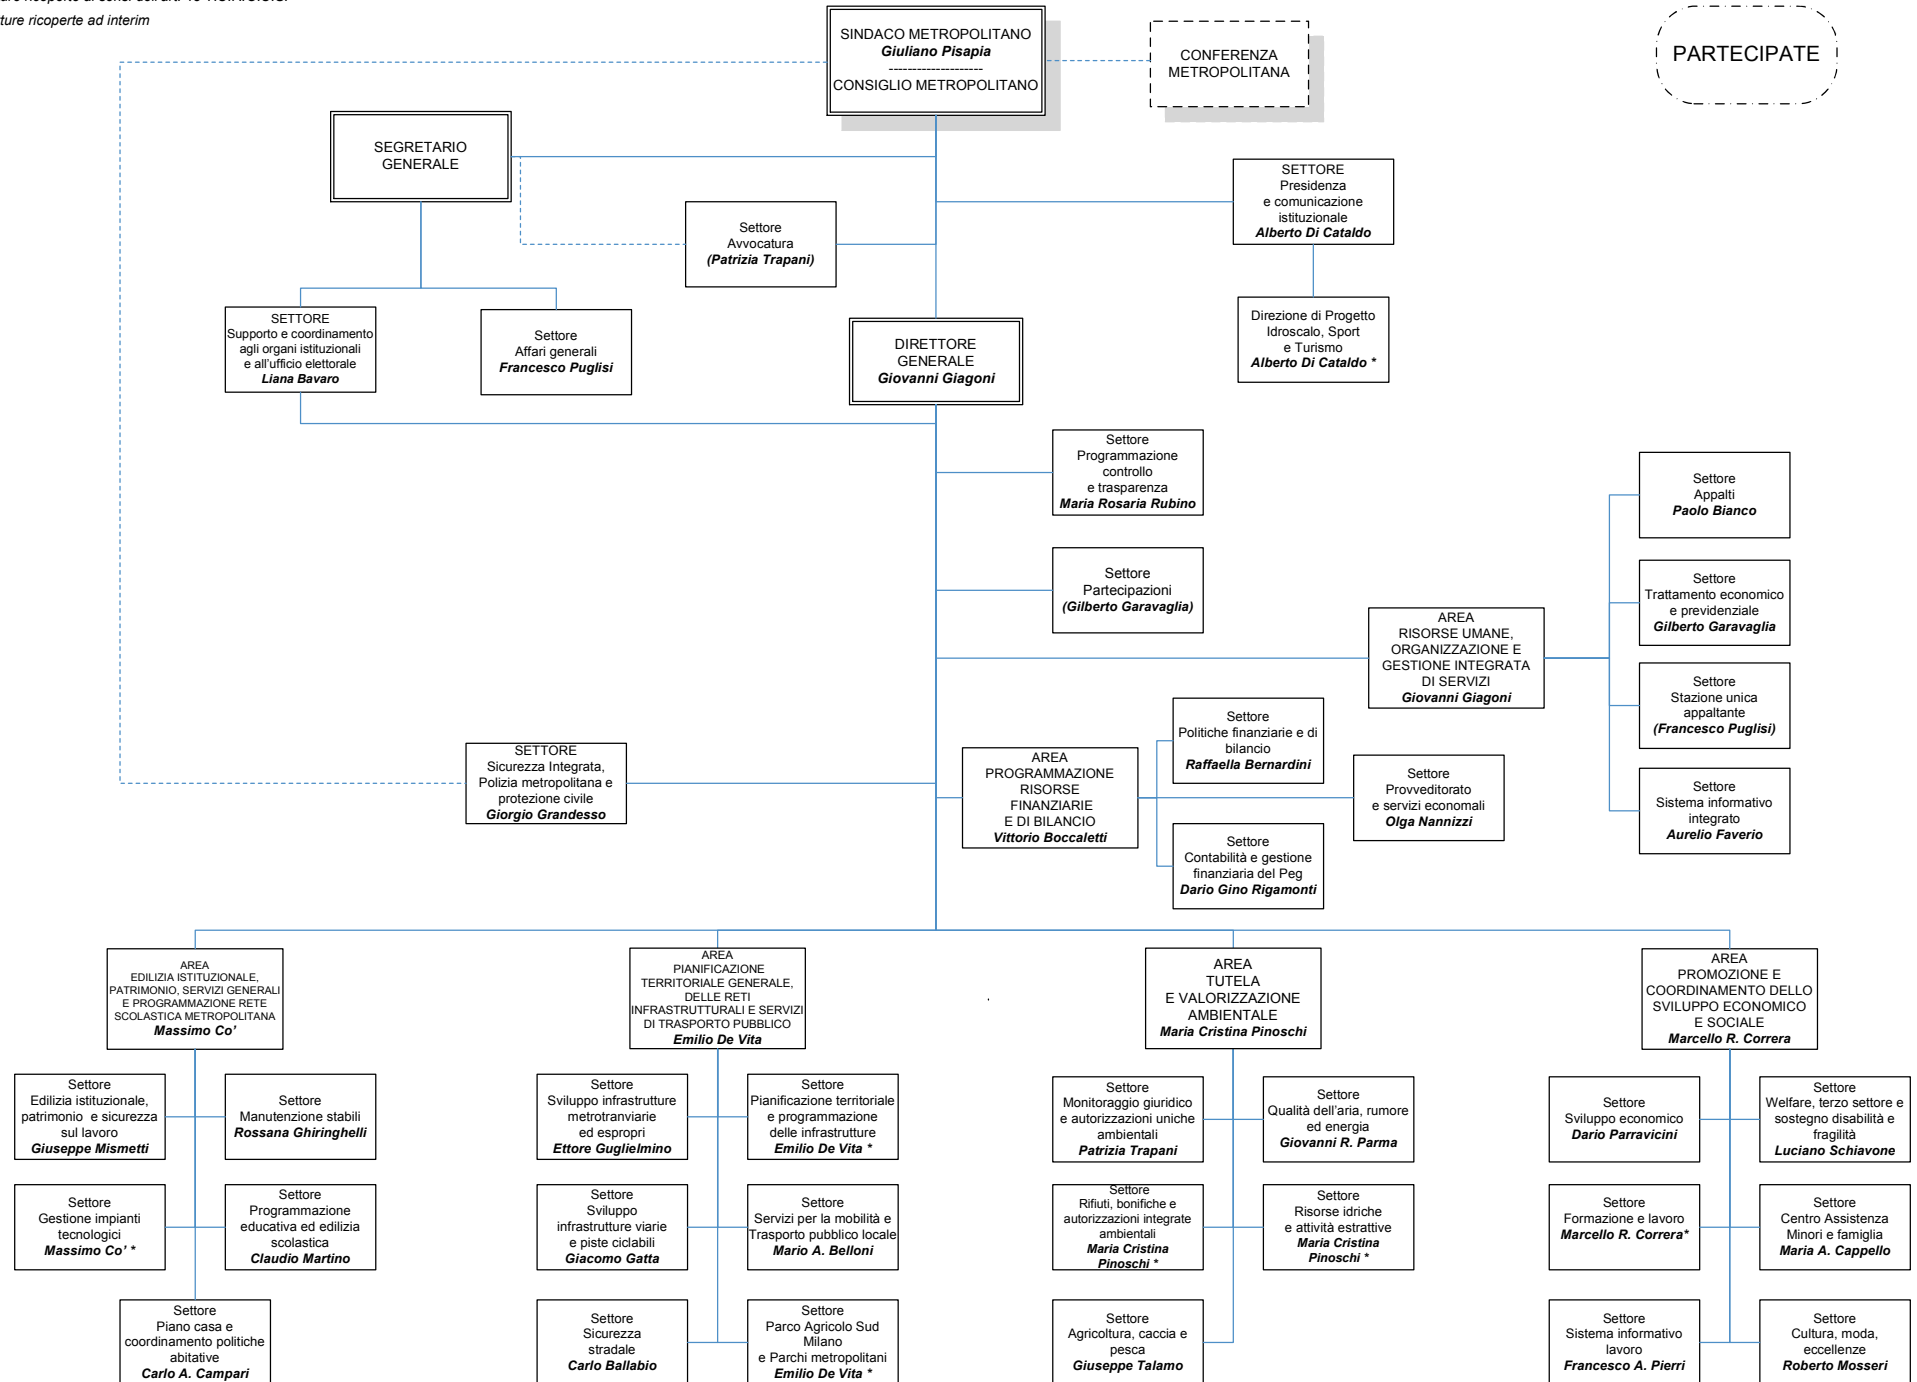 ture ricoperte ad interim
SINDACO METROPOLITANO
Giuliano Pisapia
--------------------
CONSIGLIO METROPOLITANO
CONFERENZA
METROPOLITANA
PARTECIPATE
SEGRETARIO
GENERALE
SETTORE
Presidenza
e comunicazione
istituzionale
Alberto Di Cataldo
Settore
Avvocatura
(Patrizia Trapani)
Direzione di Progetto
Idroscalo, Sport
e Turismo
Alberto Di Cataldo *
SETTORE
Supporto e coordinamento
agli organi istituzionali
e all'ufficio elettorale
Liana Bavaro
Settore
Affari generali
Francesco Puglisi
DIRETTORE
GENERALE
Giovanni Giagoni
Settore
Programmazione
controllo
e trasparenza
Maria Rosaria Rubino
Settore
Partecipazioni
(Gilberto Garavaglia)
Settore
Appalti
Paolo Bianco
Settore
Trattamento economico
e previdenziale
Gilberto Garavaglia
AREA
RISORSE UMANE,
ORGANIZZAZIONE E
GESTIONE INTEGRATA
DI SERVIZI
Giovanni Giagoni
Settore
Stazione unica
appaltante
(Francesco Puglisi)
Settore
Sistema informativo
integrato
Aurelio Faverio
SETTORE
Sicurezza Integrata,
Polizia metropolitana e
protezione civile
Giorgio Grandesso
AREA
PROGRAMMAZIONE
RISORSE
FINANZIARIE
E DI BILANCIO
Vittorio Boccaletti
Settore
Politiche finanziarie e di
bilancio
Raffaella Bernardini
Settore
Provveditorato
e servizi economali
Olga Nannizzi
Settore
Contabilità e gestione
finanziaria del Peg
Dario Gino Rigamonti
AREA
EDILIZIA ISTITUZIONALE,
PATRIMONIO, SERVIZI GENERALI
E PROGRAMMAZIONE RETE
SCOLASTICA METROPOLITANA
Massimo Co'
AREA
PIANIFICAZIONE
TERRITORIALE GENERALE,
DELLE RETI
INFRASTRUTTURALI E SERVIZI
DI TRASPORTO PUBBLICO
Emilio De Vita
AREA
TUTELA
E VALORIZZAZIONE
AMBIENTALE
Maria Cristina Pinoschi
AREA
PROMOZIONE E
COORDINAMENTO DELLO
SVILUPPO ECONOMICO
E SOCIALE
Marcello R. Correra
Settore
Edilizia istituzionale,
patrimonio e sicurezza
sul lavoro
Giuseppe Mismetti
Settore
Manutenzione stabili
Rossana Ghiringhelli
Settore
Gestione impianti
tecnologici
Massimo Co' *
Settore
Programmazione
educativa ed edilizia
scolastica
Claudio Martino
Settore
Piano casa e
coordinamento politiche
abitative
Carlo A. Campari
Settore
Sviluppo infrastrutture
metrotranviarie
ed espropri
Ettore Guglielmino
Settore
Pianificazione territoriale
e programmazione
delle infrastrutture
Emilio De Vita *
Settore
Sviluppo
infrastrutture viarie
e piste ciclabili
Giacomo Gatta
Settore
Servizi per la mobilità e
Trasporto pubblico locale
Mario A. Belloni
Settore
Sicurezza
stradale
Carlo Ballabio
Settore
Parco Agricolo Sud
Milano
e Parchi metropolitani
Emilio De Vita *
Settore
Monitoraggio giuridico
e autorizzazioni uniche
ambientali
Patrizia Trapani
Settore
Qualità dell'aria, rumore
ed energia
Giovanni R. Parma
Settore
Rifiuti, bonifiche e
autorizzazioni integrate
ambientali
Maria Cristina
Pinoschi *
Settore
Risorse idriche
e attività estrattive
Maria Cristina
Pinoschi *
Settore
Agricoltura, caccia e
pesca
Giuseppe Talamo
Settore
Sviluppo economico
Dario Parravicini
Settore
Welfare, terzo settore e
sostegno disabilità e
fragilità
Luciano Schiavone
Settore
Formazione e lavoro
Marcello R. Correra*
Settore
Centro Assistenza
Minori e famiglia
Maria A. Cappello
Settore
Sistema informativo
lavoro
Francesco A. Pierri
Settore
Cultura, moda,
eccellenze
Roberto Mosseri